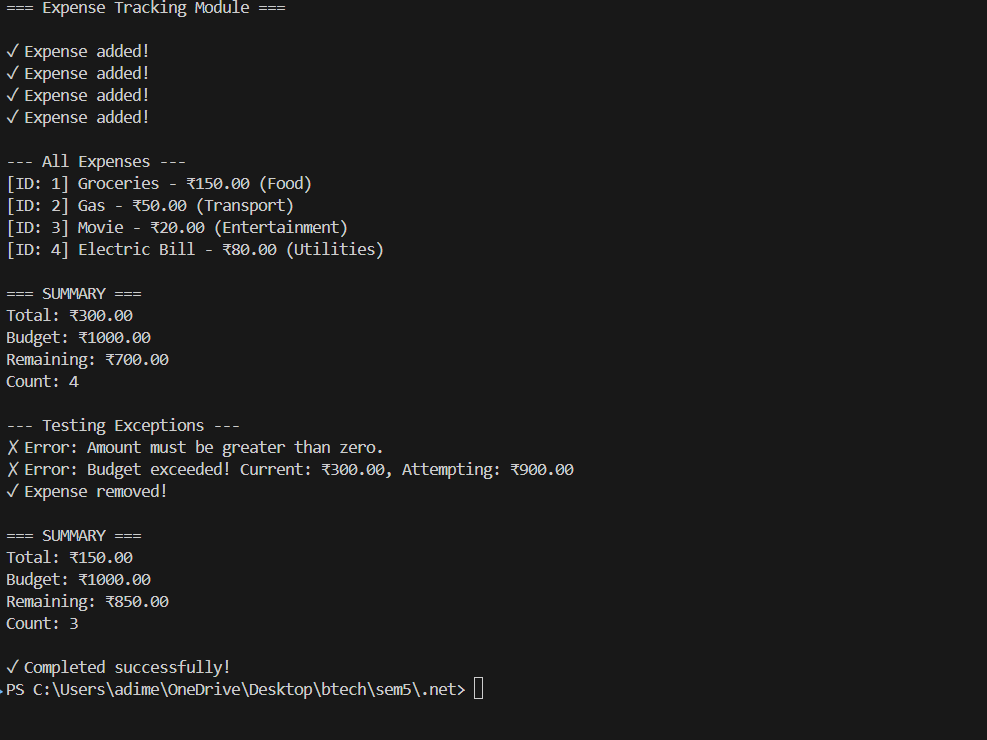 === Expense Tracking Module ===
✓ Expense added!
✓ Expense added!
✓ Expense added!
✓ Expense added!
--- All Expenses ---
[ID: 1] Groceries - ₹150.00 (Food)
[ID: 2] Gas - ₹50.00 (Transport)
[ID: 3] Movie - ₹20.00 (Entertainment)
[ID: 4] Electric Bill - ₹80.00 (Utilities)
=== SUMMARY ===
Total: ₹300.00
Budget: ₹1000.00
Remaining: ₹700.00
Count: 4
--- Testing Exceptions ---
✗ Error: Amount must be greater than zero.
✗ Error: Budget exceeded! Current: ₹300.00, Attempting: ₹900.00
✓ Expense removed!
=== SUMMARY ===
Total: ₹150.00
Budget: ₹1000.00
Remaining: ₹850.00
Count: 3
✓ Completed successfully!
PS C:\Users\adime\OneDrive\Desktop\btech\sem5\.net>